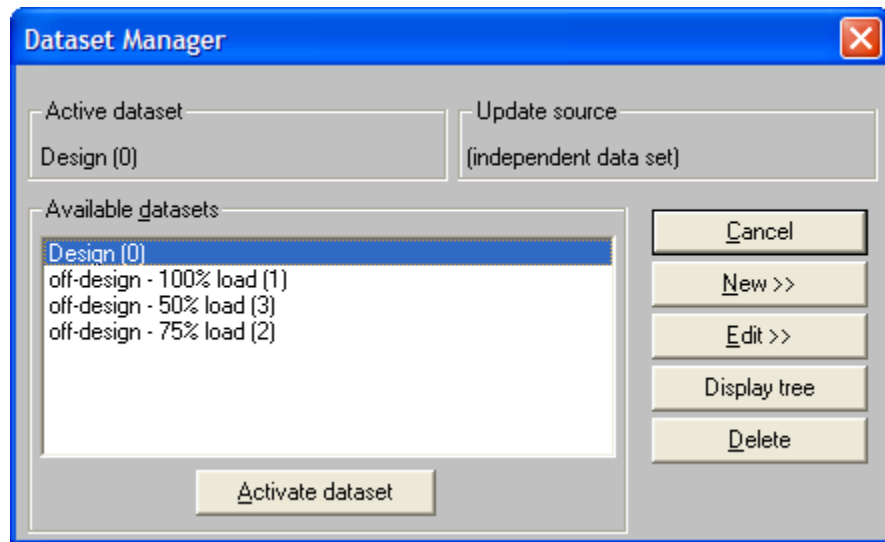 Dataset Manager
Active dataset
Design (0)
Update source
(independent data set)
Available datasets
Design (0)
off-design - 100% load (1)
off-design - 50% load (3)
off-design - 75% load (2)
Activate dataset
Cancel
New >>
Edit >>
Display tree
Delete